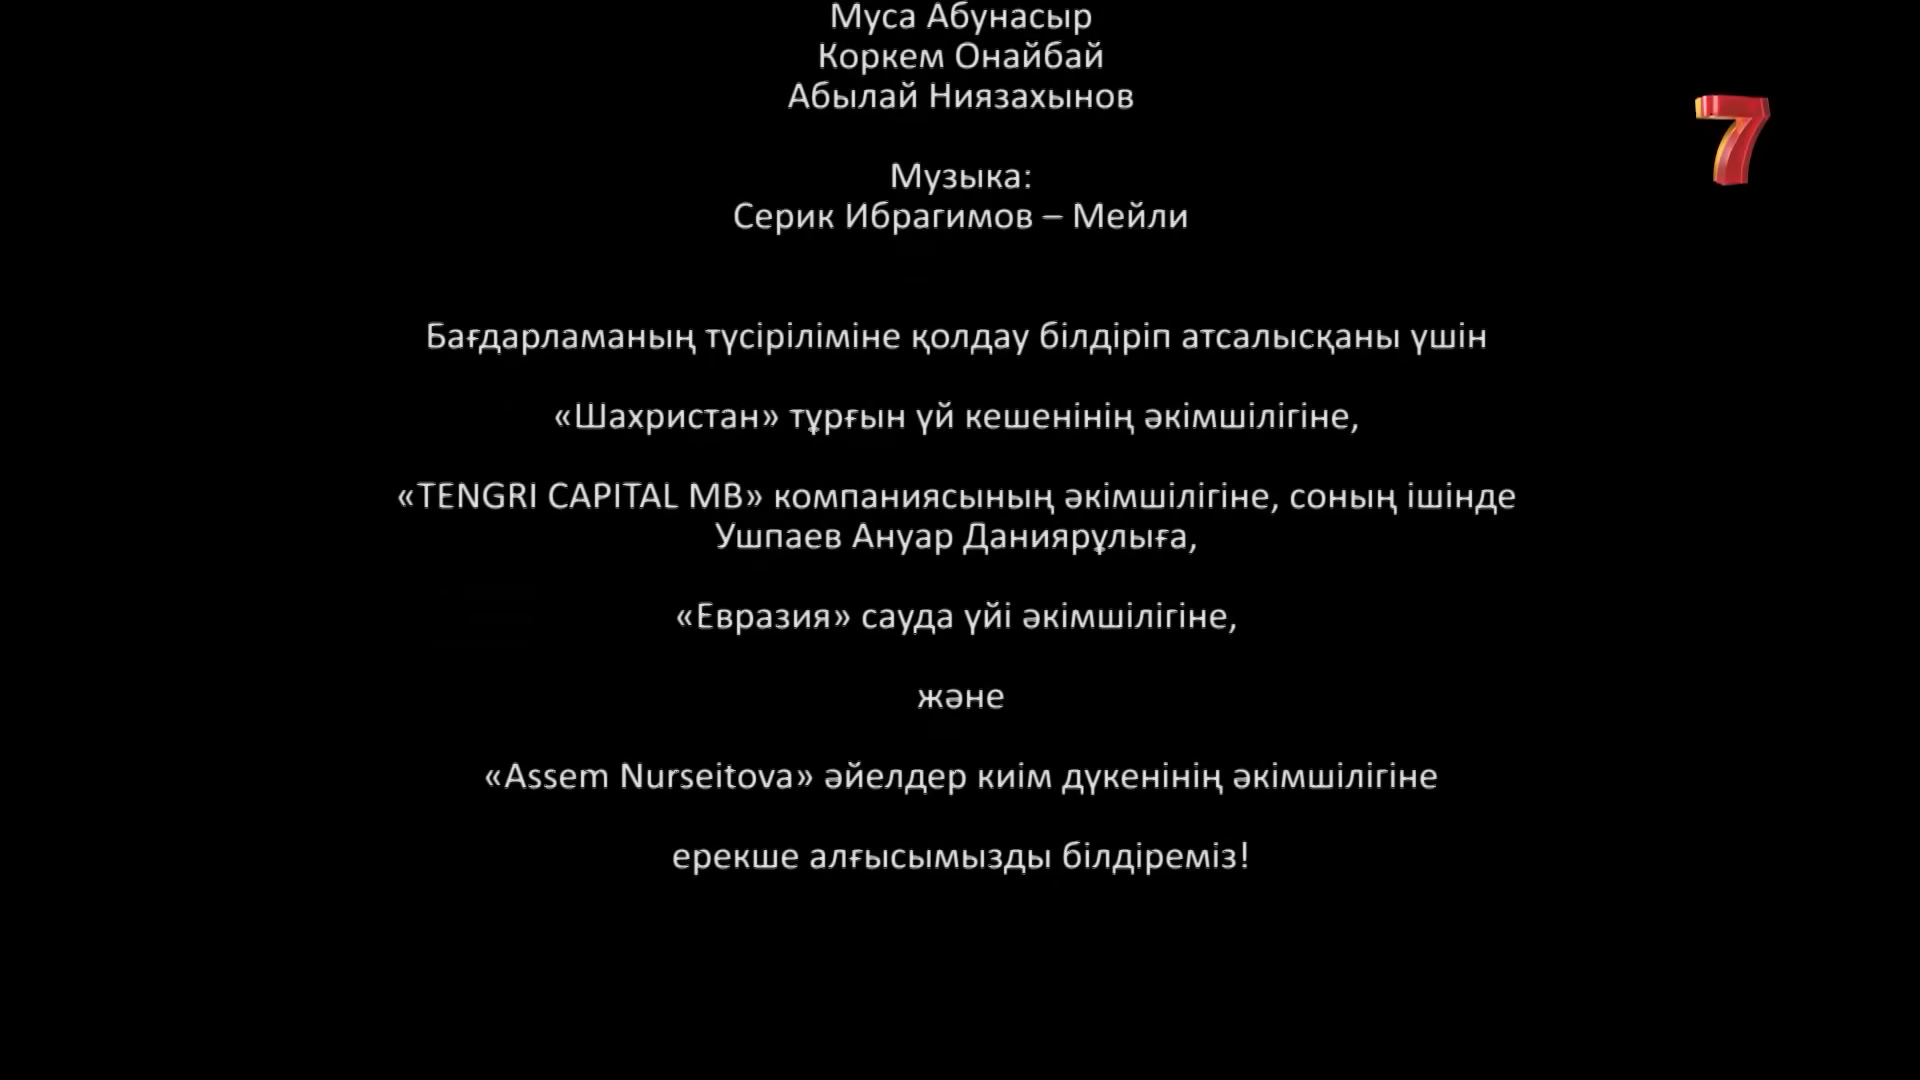 Муса Абунасыр
Коркем Онайбай
Абылай Ниязахынов
7
Музыка:
Серик Ибрагимов – Мейли
Бағдарламаның түсіріліміне қолдау білдіріп атсалысқаны үшін
«Шахристан» тұрғын үй кешенінің әкімшілігіне,
«TENGRI CAPITAL MB» компаниясының әкімшілігіне, соның ішінде
Ушпаев Ануар Даниярұлыға,
«Евразия» сауда үйі әкімшілігіне,
және
«Assem Nurseitova» әйелдер киім дүкенінің әкімшілігіне
ерекше алғысымызды білдіреміз!